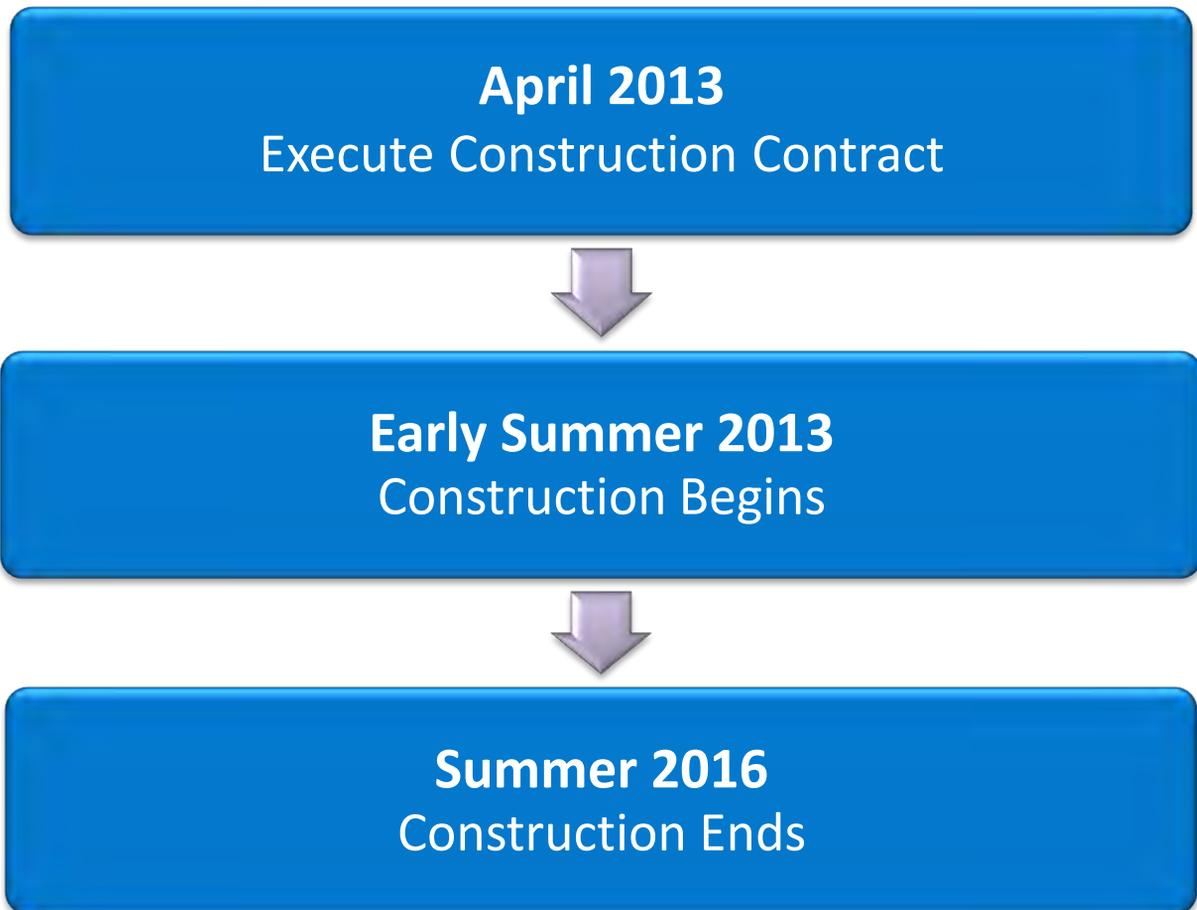 April 2013
Execute Construction Contract
Early Summer 2013
Construction Begins
Summer 2016
Construction Ends